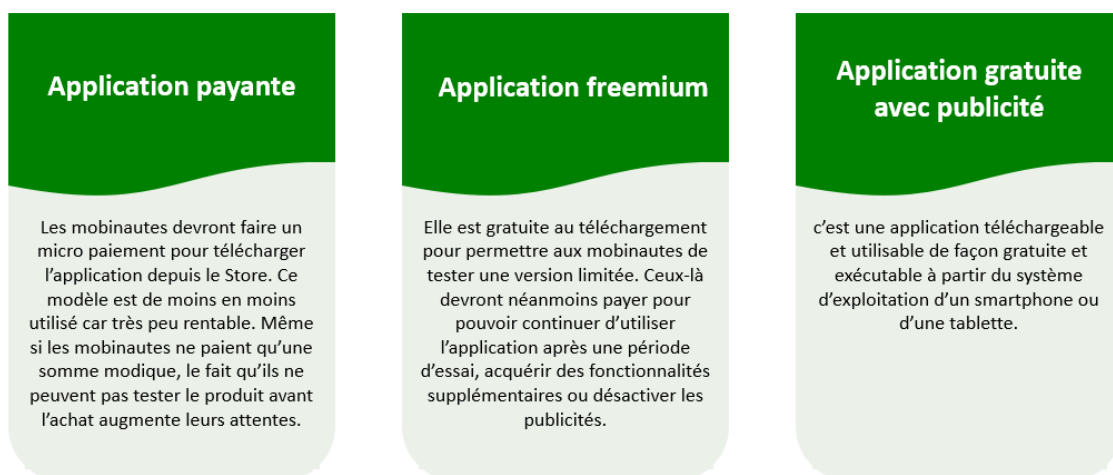 Application payante
Les mobinautes devront faire un
micro paiement pour télécharger
l’application depuis le Store. Ce
modèle est de moins en moins
utilisé car très peu rentable. Même
si les mobinautes ne paient qu’une
somme modique, le fait qu’ils ne
peuvent pas tester le produit avant
l’achat augmente leurs attentes.
Application freemium
Elle est gratuite au téléchargement
pour permettre aux mobinautes de
tester une version limitée. Ceux-là
devront néanmoins payer pour
pouvoir continuer d’utiliser
l’application après une période
d’essai, acquérir des fonctionnalités
supplémentaires ou désactiver les
publicités.
Application gratuite
avec publicité
c’est une application téléchargeable
et utilisable de façon gratuite et
exécutable à partir du système
d’exploitation d’un smartphone ou
d’une tablette.